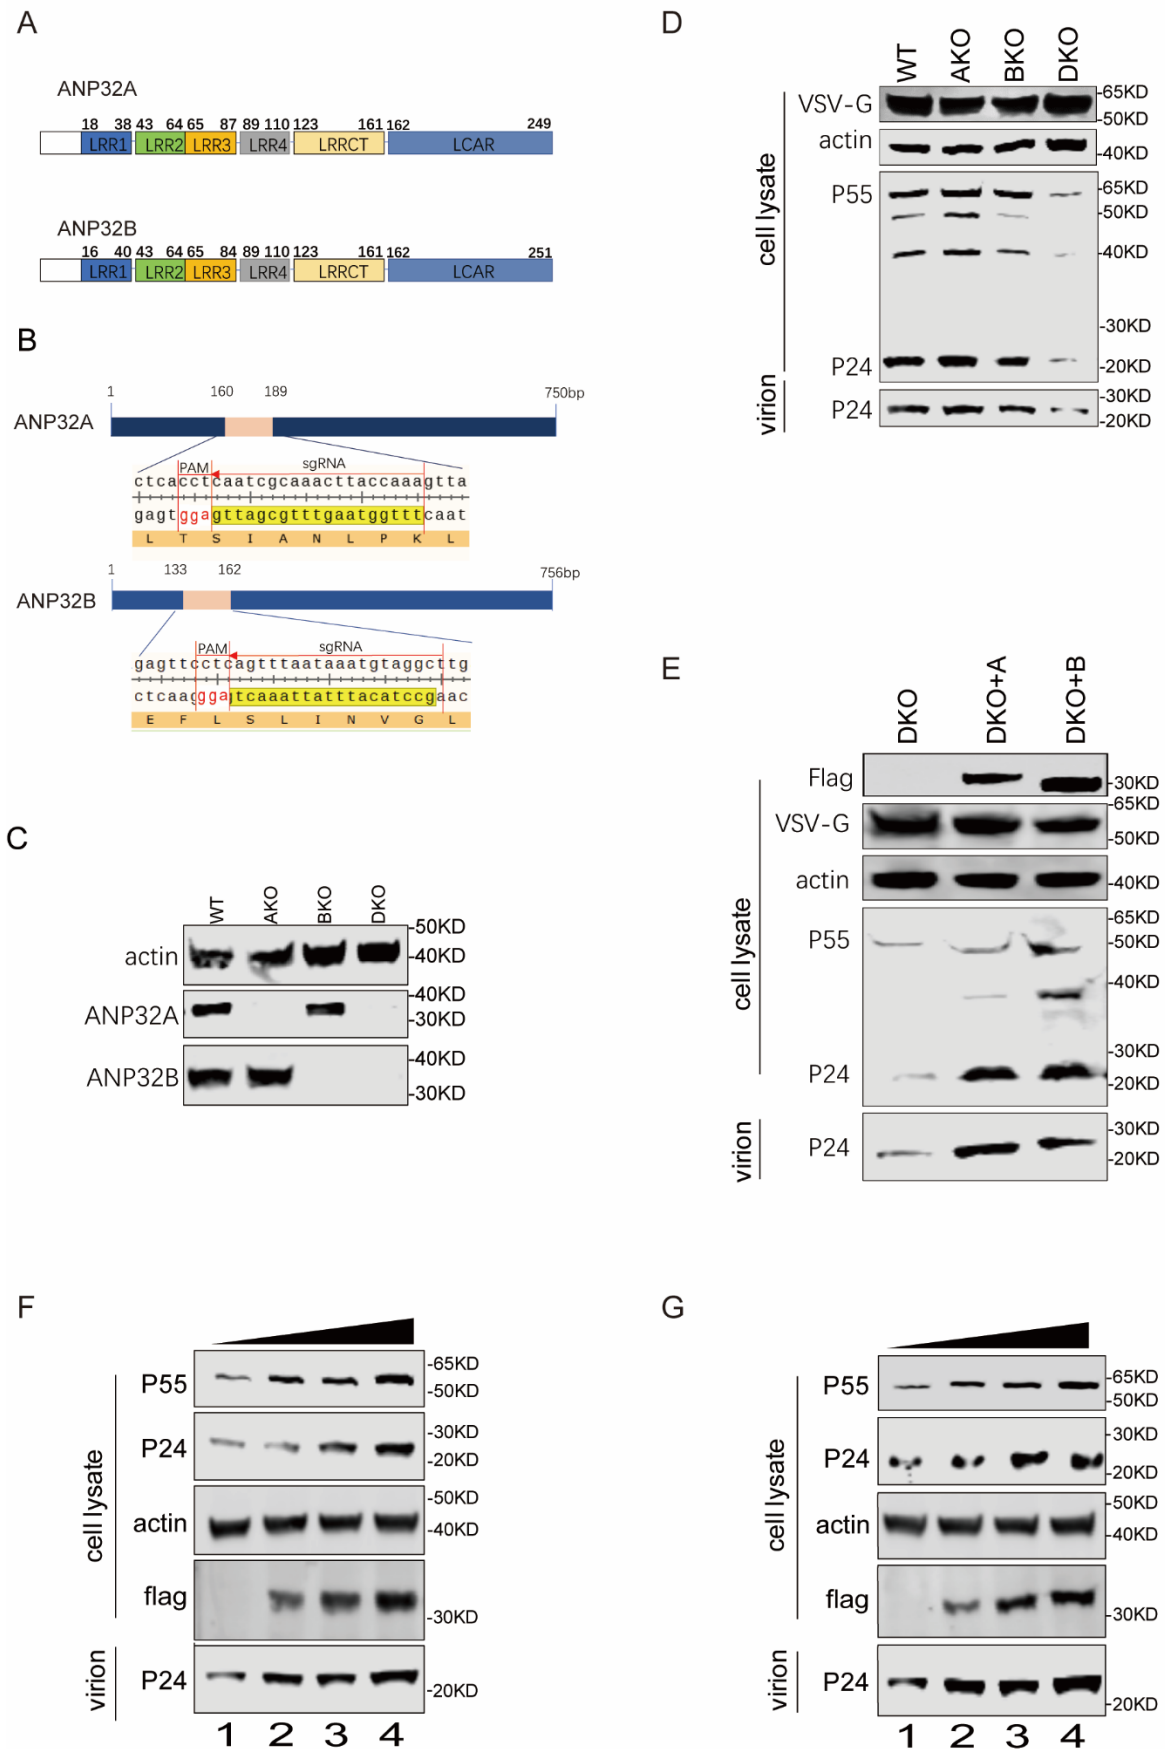 A
ANP32A
18 38 43 64 65 87 89 110 123 161 162 249
LRR1 LRR2 LRR3 LRR4 LRRCT LCAR
ANP32B
16 40 43 64 65 84 89 110 123 161 162 251
LRR1 LRR2 LRR3 LRR4 LRRCT LCAR
B
1 160 189 750bp
ANP32A
PAM sgRNA
ctcacctcaatcgcaaacttaccaaagtta
gagtggagttagcgtttgaatggtttcaat
L T S I A N L P K L
1 133 162 756bp
ANP32B
PAM sgRNA
gagttcctcagtttaataaatgtaggcttg
ctcaaggagtcaaattatttacatccgaac
E F L S L I N V G L
C
WT AKO BKO DKO
actin -50KD -40KD
ANP32A -40KD -30KD
ANP32B -40KD -30KD
D
WT AKO BKO DKO
cell lysate
VSV-G -65KD -50KD
actin -40KD
P55 -65KD
-50KD
-40KD
-30KD
P24 -20KD
virion
P24 -30KD -20KD
E
DKO DKO+A DKO+B
cell lysate
Flag -30KD
VSV-G -65KD -50KD
actin -40KD
-65KD
P55 -50KD
-40KD
-30KD
P24 -20KD
virion
P24 -30KD -20KD
F
cell lysate
P55 -65KD -50KD
P24 -30KD -20KD
actin -50KD -40KD
flag -30KD
virion
P24 -20KD
1 2 3 4
G
cell lysate
P55 -65KD -50KD
P24 -30KD -20KD
actin -50KD -40KD
flag -30KD
virion
P24 -20KD
1 2 3 4